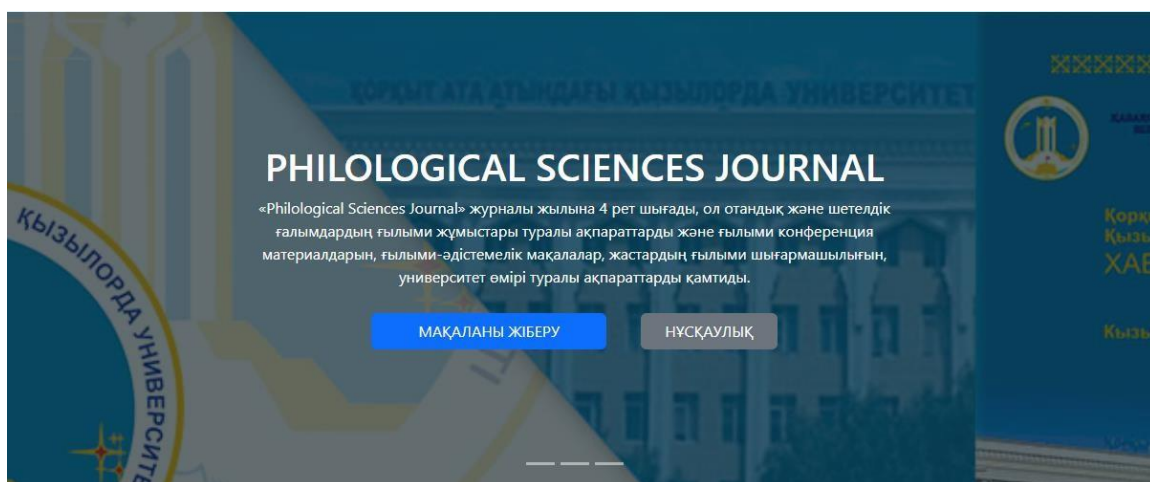 ҚОРҚЫТ АТА АТЫНДАҒЫ ҚЫЗЫЛОРДА УНИВЕРСИТЕТ
PHILOLOGICAL SCIENCES JOURNAL
«Philological Sciences Journal» журналы жылына 4 рет шығады, ол отандық және шетелдік
ғалымдардың ғылыми жұмыстары туралы ақпараттарды және ғылыми конференция
материалдарын, ғылыми-әдістемелік мақалалар, жастардың ғылыми шығармашылығын,
университет өмірі туралы ақпараттарды қамтиды.
МАҚАЛАНЫ ЖІБЕРУ
НҰСҚАУЛЫҚ
ҚЫЗЫЛОРДА УНИВЕРСИТЕ